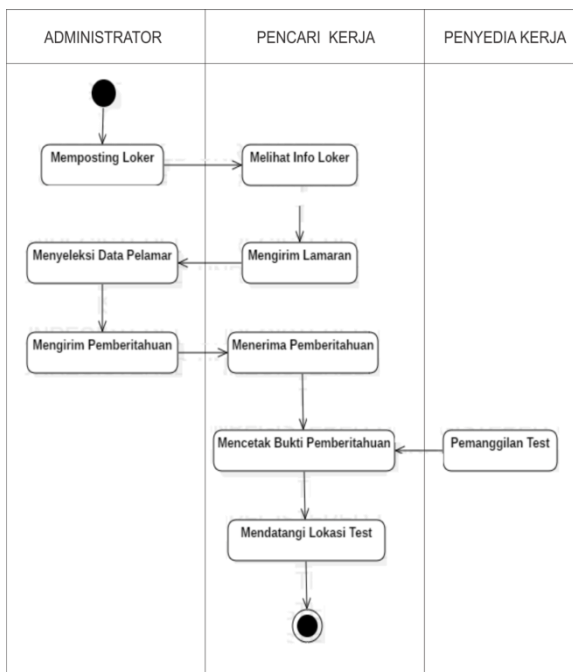 ADMINISTRATOR
PENCARI KERJA
PENYEDIA KERJA
Memposting Loker
Melihat Info Loker
Menyeleksi Data Pelamar
Mengirim Lamaran
Mengirim Pemberitahuan
Menerima Pemberitahuan
Mencetak Bukti Pemberitahuan
Pemanggilan Test
Mendatangi Lokasi Test